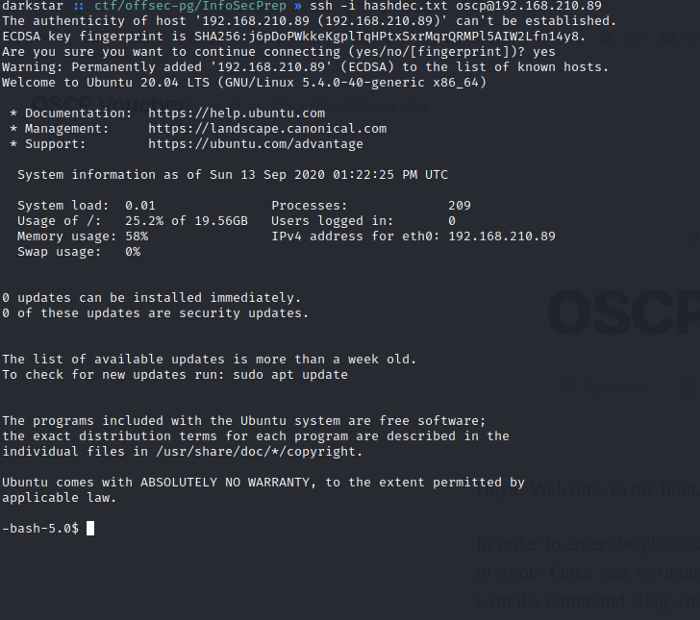 darkstar :: ctf/offsec-pg/InfoSecPrep » ssh -i hashdec.txt oscp@192.168.210.89
The authenticity of host '192.168.210.89 (192.168.210.89)' can't be established.
ECDSA key fingerprint is SHA256:j6pDoPWkkeKgplTqHPtxSxrMqrQRMPl5AIW2Lfn14y8.
Are you sure you want to continue connecting (yes/no/[fingerprint])? yes
Warning: Permanently added '192.168.210.89' (ECDSA) to the list of known hosts.
Welcome to Ubuntu 20.04 LTS (GNU/Linux 5.4.0-40-generic x86_64)
OSCP Voucher
* Documentation: https://help.ubuntu.com
* Management: https://landscape.canonical.com
* Support: https://ubuntu.com/advantage
System information as of Sun 13 Sep 2020 01:22:25 PM UTC
System load: 0.01 Processes: 209
Usage of /: 25.2% of 19.56GB Users logged in: 0
Memory usage: 58% IPv4 address for eth0: 192.168.210.89
Swap usage: 0%
0 updates can be installed immediately.
0 of these updates are security updates.
OSCP
The list of available updates is more than a week old.
To check for new updates run: sudo apt update
By admin
The programs included with the Ubuntu system are free software;
the exact distribution terms for each program are described in the
individual files in /usr/share/doc/*/copyright.
Ubuntu comes with ABSOLUTELY NO WARRANTY, to the extent permitted by
applicable law.
Heya! Welcome to the hunt
-bash-5.0$
In order to enter the give aw
in /root/. Once you've obtai
with the command !flag <in